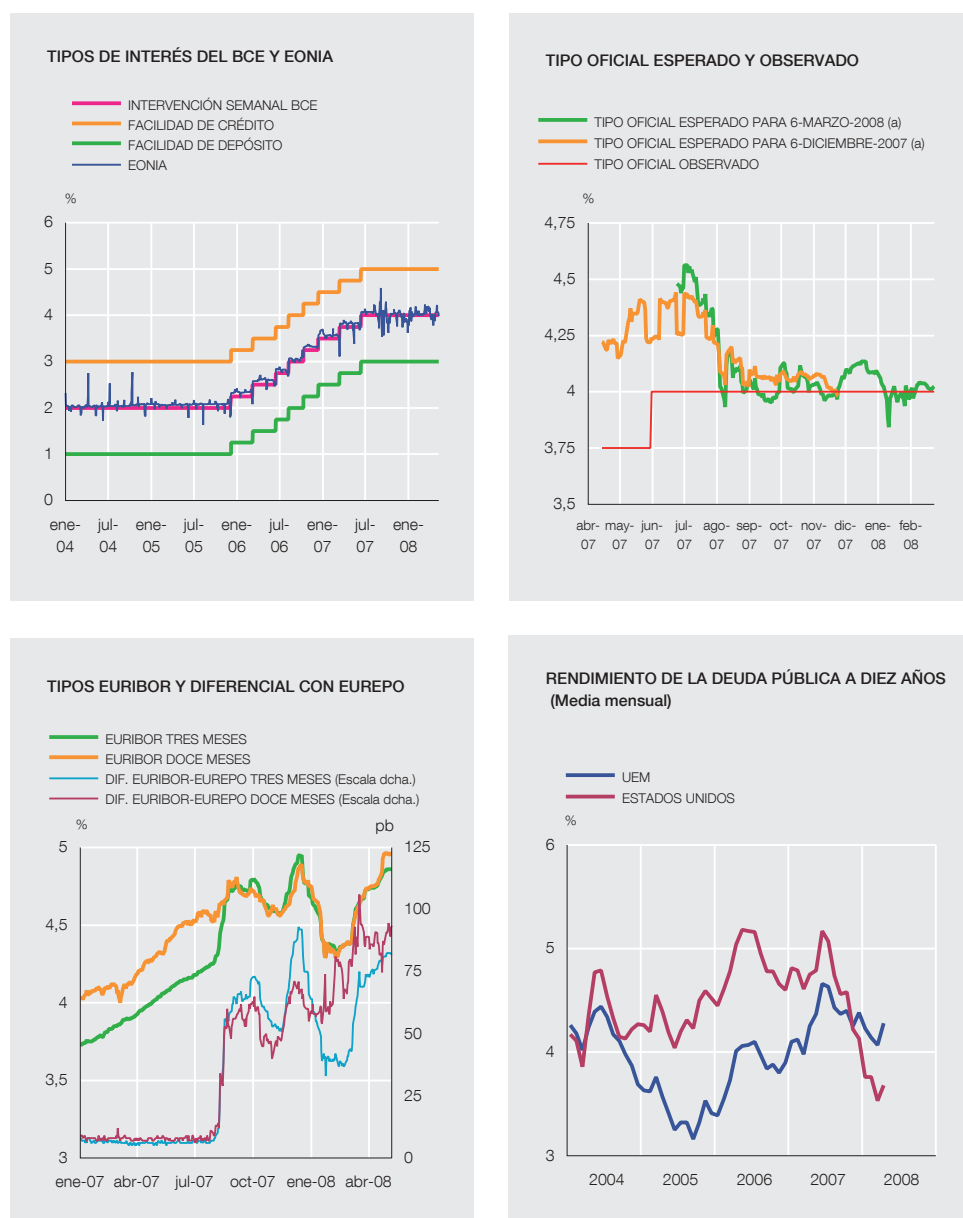 TIPOS DE INTERÉS DEL BCE Y EONIA
INTERVENCIÓN SEMANAL BCE
FACILIDAD DE CRÉDITO
FACILIDAD DE DEPÓSITO
EONIA
%
6
5
4
3
2
1
0
ene- jul- ene- jul- ene- jul- ene- jul- ene-
04 04 05 05 06 06 07 07 08
TIPO OFICIAL ESPERADO Y OBSERVADO
TIPO OFICIAL ESPERADO PARA 6-MARZO-2008 (a)
TIPO OFICIAL ESPERADO PARA 6-DICIEMBRE-2007 (a)
TIPO OFICIAL OBSERVADO
%
4,75
4,5
4,25
4
3,75
3,5
abr- may- jun- jul- ago- sep- oct- nov- dic- ene- feb-
07 07 07 07 07 07 07 07 07 08 08
TIPOS EURIBOR Y DIFERENCIAL CON EUREPO
EURIBOR TRES MESES
EURIBOR DOCE MESES
DIF. EURIBOR-EUREPO TRES MESES (Escala dcha.)
DIF. EURIBOR-EUREPO DOCE MESES (Escala dcha.)
% pb
5 125
100
4,5
75
4
50
3,5
25
3 0
ene-07 abr-07 jul-07 oct-07 ene-08 abr-08
RENDIMIENTO DE LA DEUDA PÚBLICA A DIEZ AÑOS
(Media mensual)
UEM
ESTADOS UNIDOS
%
6
5
4
3
2004 2005 2006 2007 2008